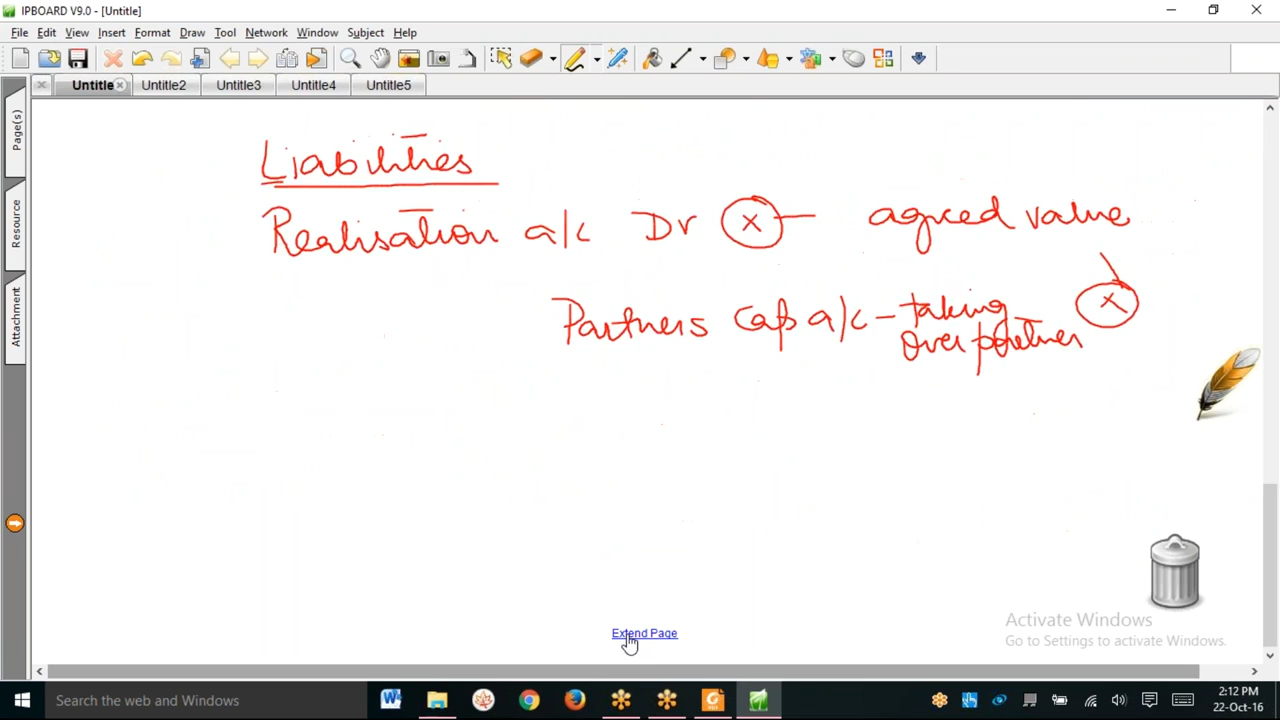 IPBOARD V9.0 - [Untitle]
File Edit View Insert Format Draw Tool Network Window Subject Help
Untitle Untitle2 Untitle3 Untitle4 Untitle5
Page(s)
Resource
Attachment
Liabilities
Realisation a/c Dr X — agreed value
Partners Cap a/c - taking X
over partner
Extend Page
Activate Windows
Go to Settings to activate Windows.
Search the web and Windows
2:12 PM
22-Oct-16